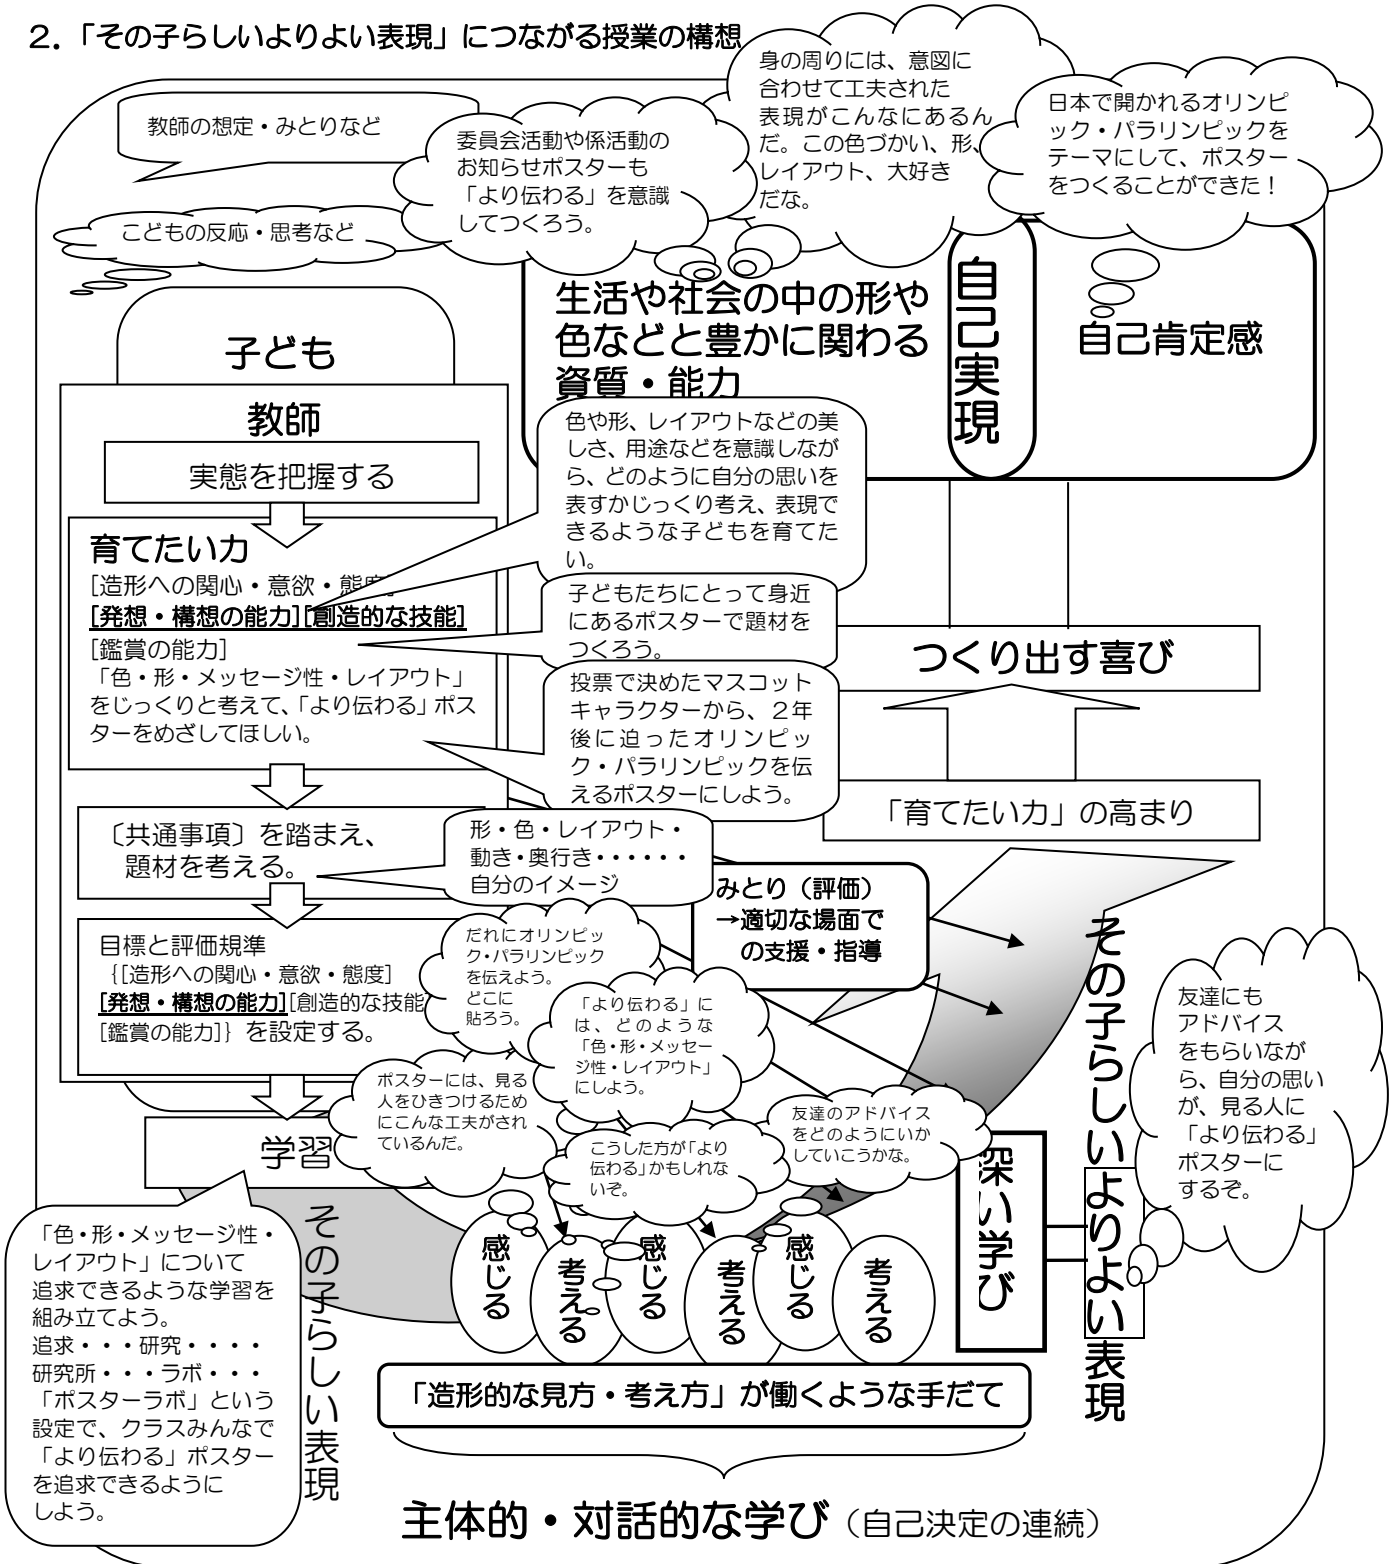 2.「その子らしいよりよい表現」につながる授業の構想
教師の想定・みとりなど
こどもの反応・思考など
委員会活動や係活動の
お知らせポスターも
「より伝わる」を意識
してつくろう。
身の周りには、意図に
合わせて工夫された
表現がこんなにあるん
だ。この色づかい、形、
レイアウト、大好き
だな。
日本で開かれるオリンピ
ック・パラリンピックを
テーマにして、ポスター
をつくることができた！
生活や社会の中の形や
色などと豊かに関わる
資質・能力
自己実現
自己肯定感
子ども
教師
実態を把握する
育てたい力
[造形への関心・意欲・態度]
[発想・構想の能力][創造的な技能]
[鑑賞の能力]
「色・形・メッセージ性・レイアウト」
をじっくりと考えて、「より伝わる」ポス
ターをめざしてほしい。
色や形、レイアウトなどの美
しさ、用途などを意識しなが
ら、どのように自分の思いを
表すかじっくり考え、表現で
きるような子どもを育てた
い。
子どもたちにとって身近
にあるポスターで題材を
つくろう。
投票で決めたマスコット
キャラクターから、２年
後に迫ったオリンピッ
ク・パラリンピックを伝
えるポスターにしよう。
つくり出す喜び
「育てたい力」の高まり
〔共通事項〕を踏まえ、
題材を考える。
形・色・レイアウト・
動き・奥行き・・・・・・
自分のイメージ
みとり（評価）
→適切な場面で
の支援・指導
目標と評価規準
{[造形への関心・意欲・態度]
[発想・構想の能力][創造的な技能
[鑑賞の能力]} を設定する。
だれにオリンピッ
ク・パラリンピック
を伝えよう。
どこに
貼ろう。
「より伝わる」に
は、どのような
「色・形・メッセー
ジ性・レイアウト」
にしよう。
ポスターには、見る
人をひきつけるため
にこんな工夫がされ
ているんだ。
こうした方が「より
伝わる」かもしれな
いぞ。
友達のアドバイス
をどのようにいか
していこうかな。
友達にも
アドバイス
をもらいなが
ら、自分の思い
が、見る人に
「より伝わる」
ポスターに
するぞ。
その子らしいよりよい表現
深い学び
学習
その子らしい表現
「色・形・メッセージ性・
レイアウト」について
追求できるような学習を
組み立てよう。
追求・・・研究・・・・
研究所・・・ラボ・・・
「ポスターラボ」という
設定で、クラスみんなで
「より伝わる」ポスター
を追求できるように
しよう。
感じる
考える
感じる
考える
感じる
考える
「造形的な見方・考え方」が働くような手だて
主体的・対話的な学び（自己決定の連続）